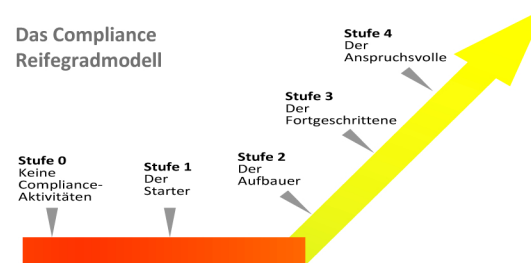 Das Compliance
Reifegradmodell
Stufe 0
Keine
Compliance-
Aktivitäten
Stufe 1
Der
Starter
Stufe 2
Der
Aufbauer
Stufe 3
Der
Fortgeschrittene
Stufe 4
Der
Anspruchsvolle